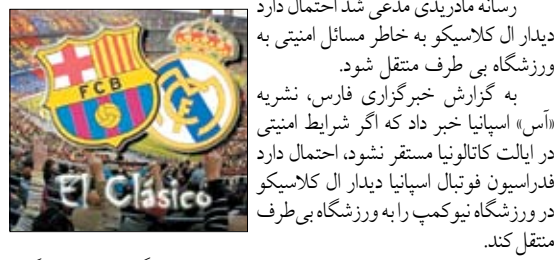 رسانه مادریدی مدعی شد احتمال دارد
دیدار ال کلاسیکو به خاطر مسائل امنیتی به
ورزشگاه بی طرف منتقل شود.
به گزارش خبرگزاری فارس، نشریه
«آس» اسپانیا خبر داد که اگر شرایط امنیتی
در ایالت کاتالونیا مستقر نشود، احتمال دارد
فدراسیون فوتبال اسپانیا دیدار ال کلاسیکو
در ورزشگاه نیوکمپ را به ورزشگاه بی‌طرف
منتقل کند.
FCB
El Clásico